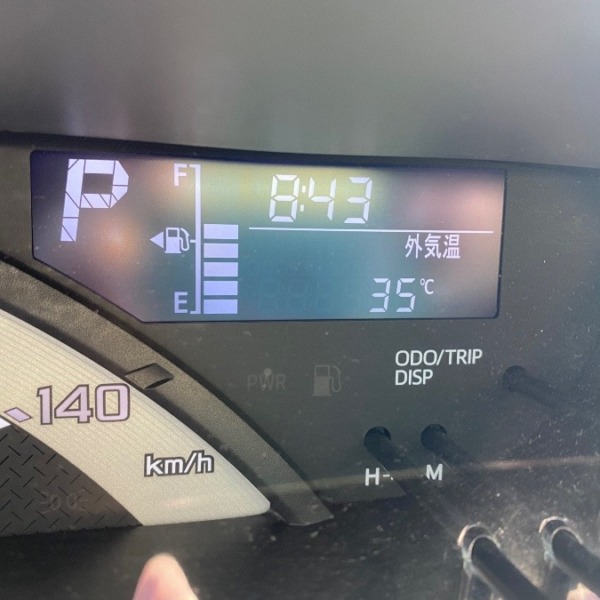 P
F
8:43
外気温
E
35℃
PWR
ODO/TRIP
DISP
140
km/h
H
M